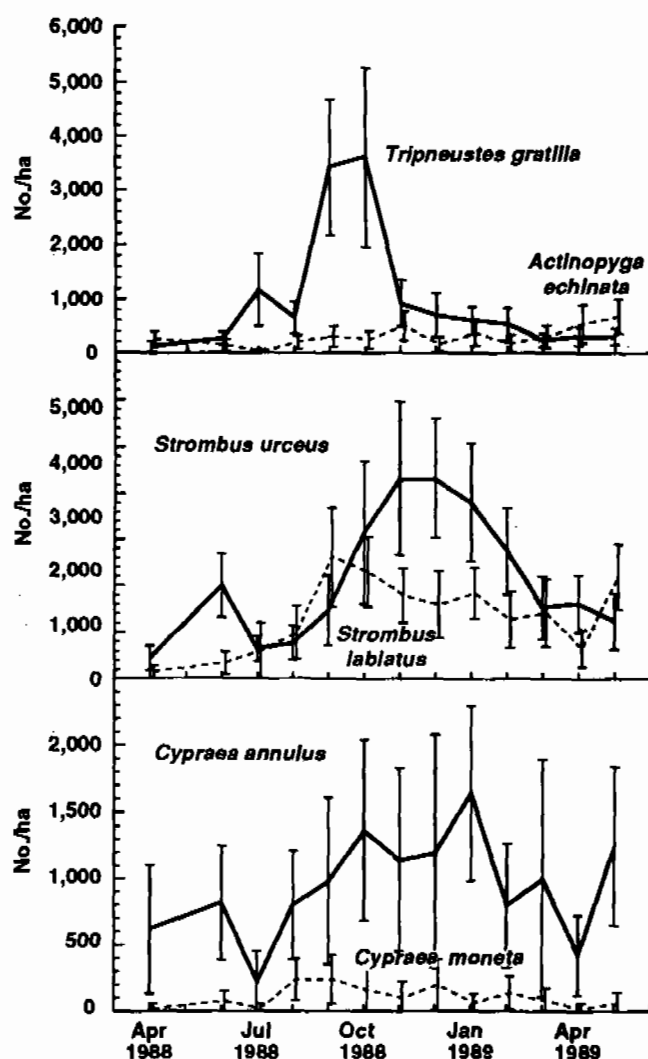 6,000
5,000
4,000
3,000
2,000
1,000
0
No./ha
Tripneustes gratilla
Actinopyga
echinata
5,000
4,000
3,000
2,000
1,000
0
No./ha
Strombus urceus
Strombus
lablatus
2,000
1,500
1,000
500
0
No./ha
Cypraea annulus
Cypraea moneta
Apr Jul Oct Jan Apr
1988 1988 1988 1989 1989